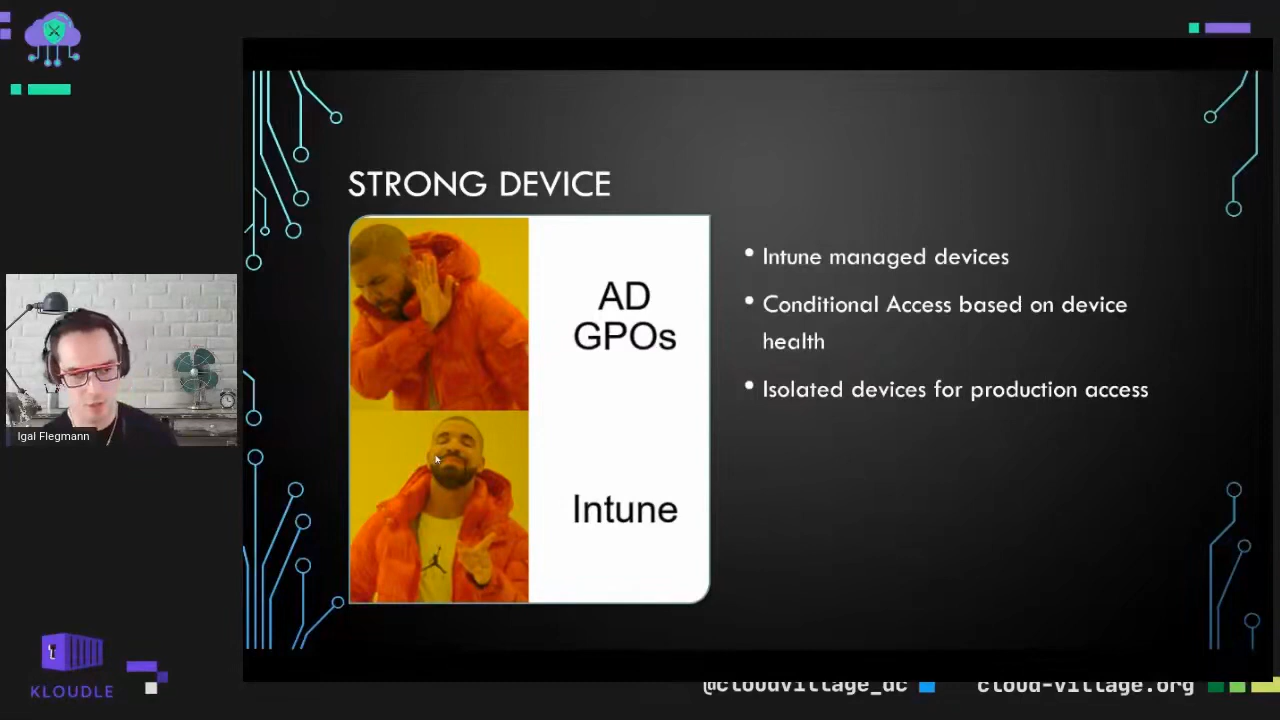 STRONG DEVICE
AD
GPOs
Intune
• Intune managed devices
• Conditional Access based on device
health
• Isolated devices for production access
Igal Flegmann
KLOUDLE
@cloudvillage_dc
cloud-village.org